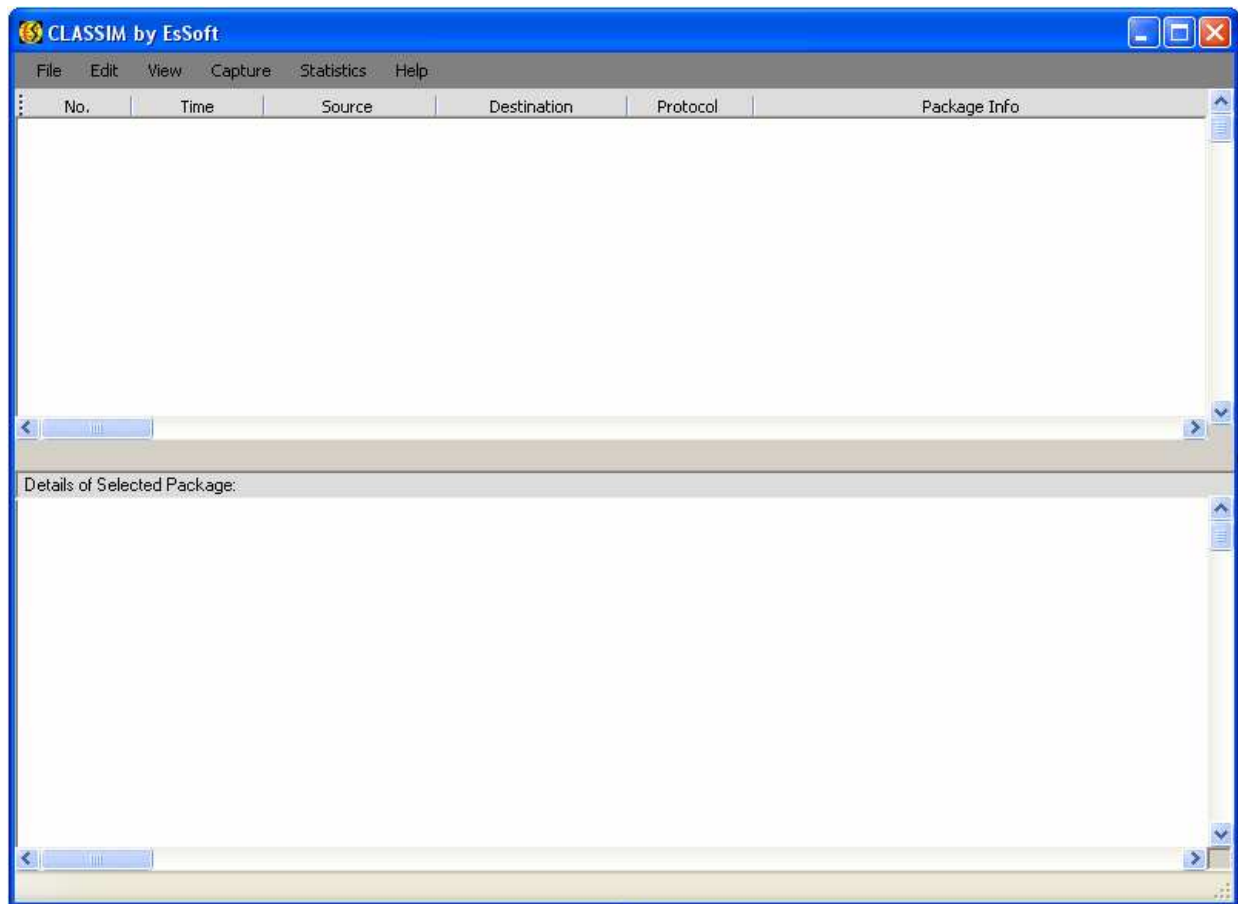 CLASSIM by EsSoft
File Edit View Capture Statistics Help
No. Time Source Destination Protocol Package Info
Details of Selected Package: